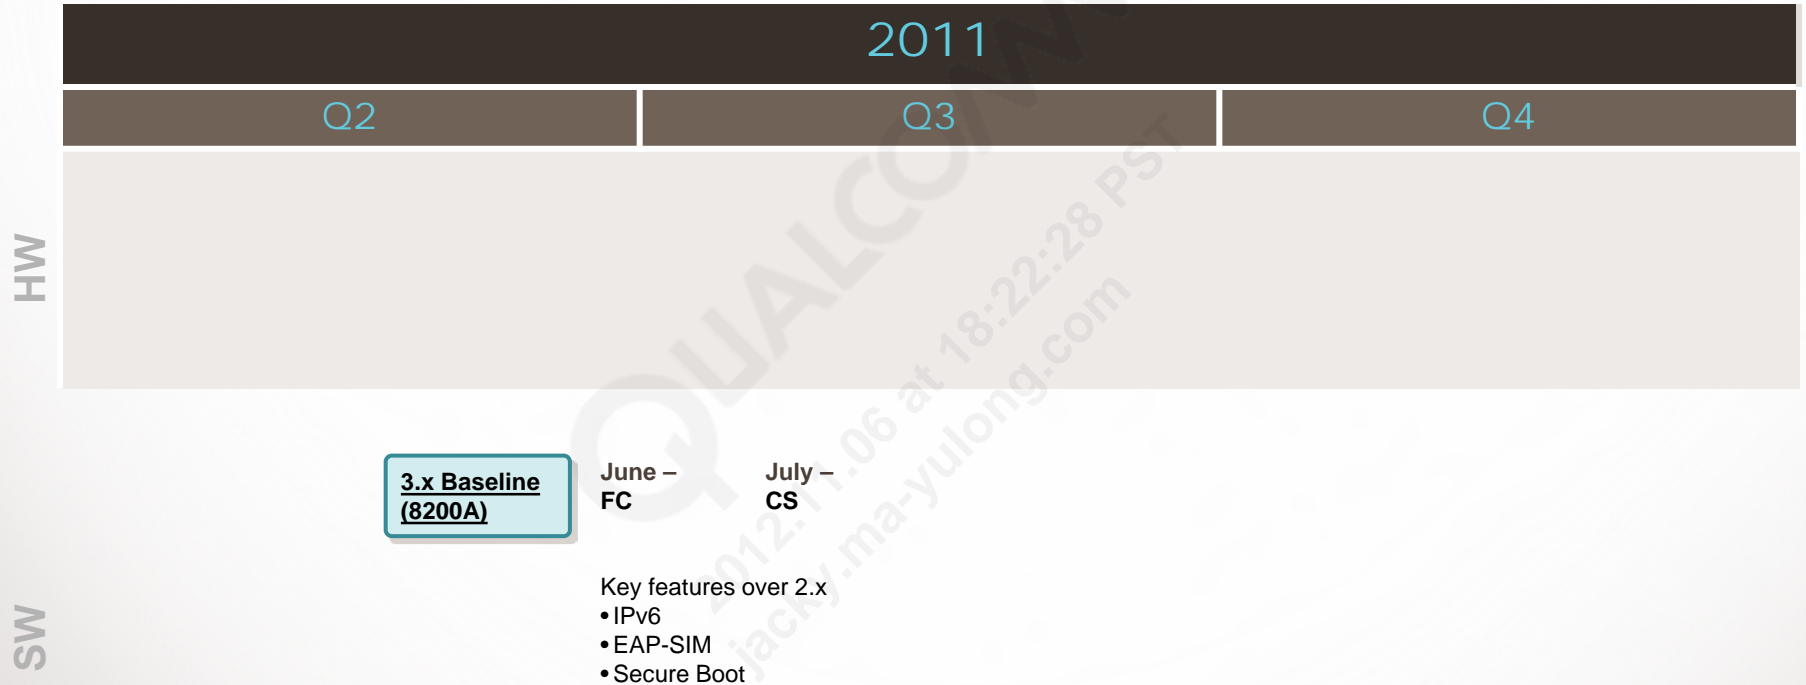 2011
Q2
Q3
Q4
HW
3.x Baseline
(8200A)
June –
FC
July –
CS
Key features over 2.x
• IPv6
• EAP-SIM
• Secure Boot
SW
QUALCOMM
2012.11.06 at 18:22:28 PST
jacky.ma-yulong.com